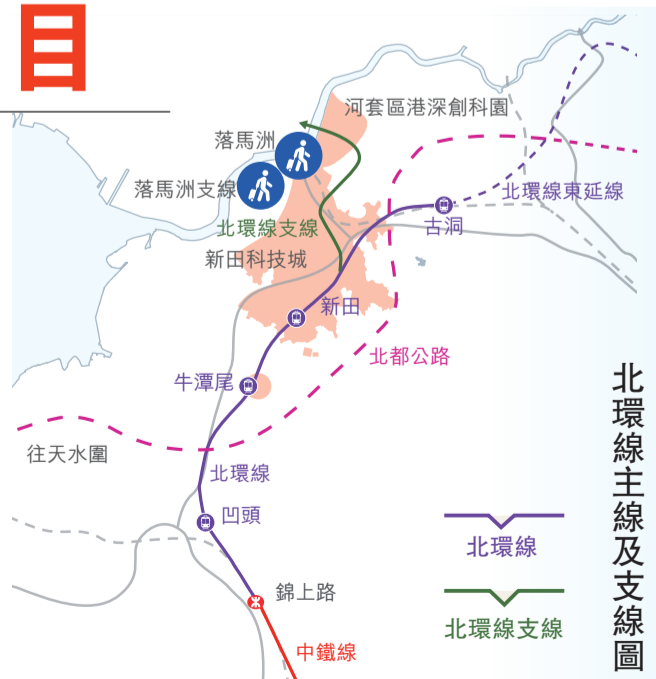 目
河套區港深創科園
落馬洲
落馬洲支線
北環線東延線
北環線支線
古洞
新田科技城
新田
北都公路
牛潭尾
往天水圍
北環線
凹頭
錦上路
中鐵線
北環線
北環線支線
北環線主線及支線圖